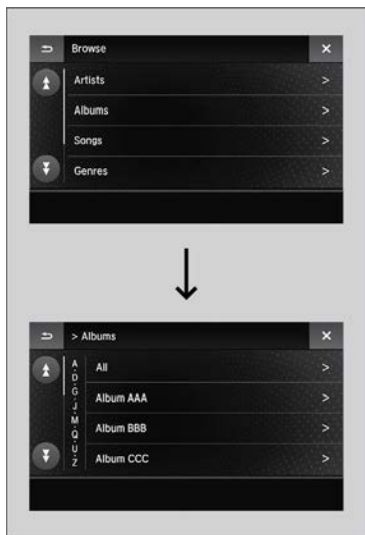 Browse
Artists >
Albums >
Songs >
Genres >
> Albums
All >
Album AAA >
Album BBB >
Album CCC >
A
D
G
J
M
Q
U
Z